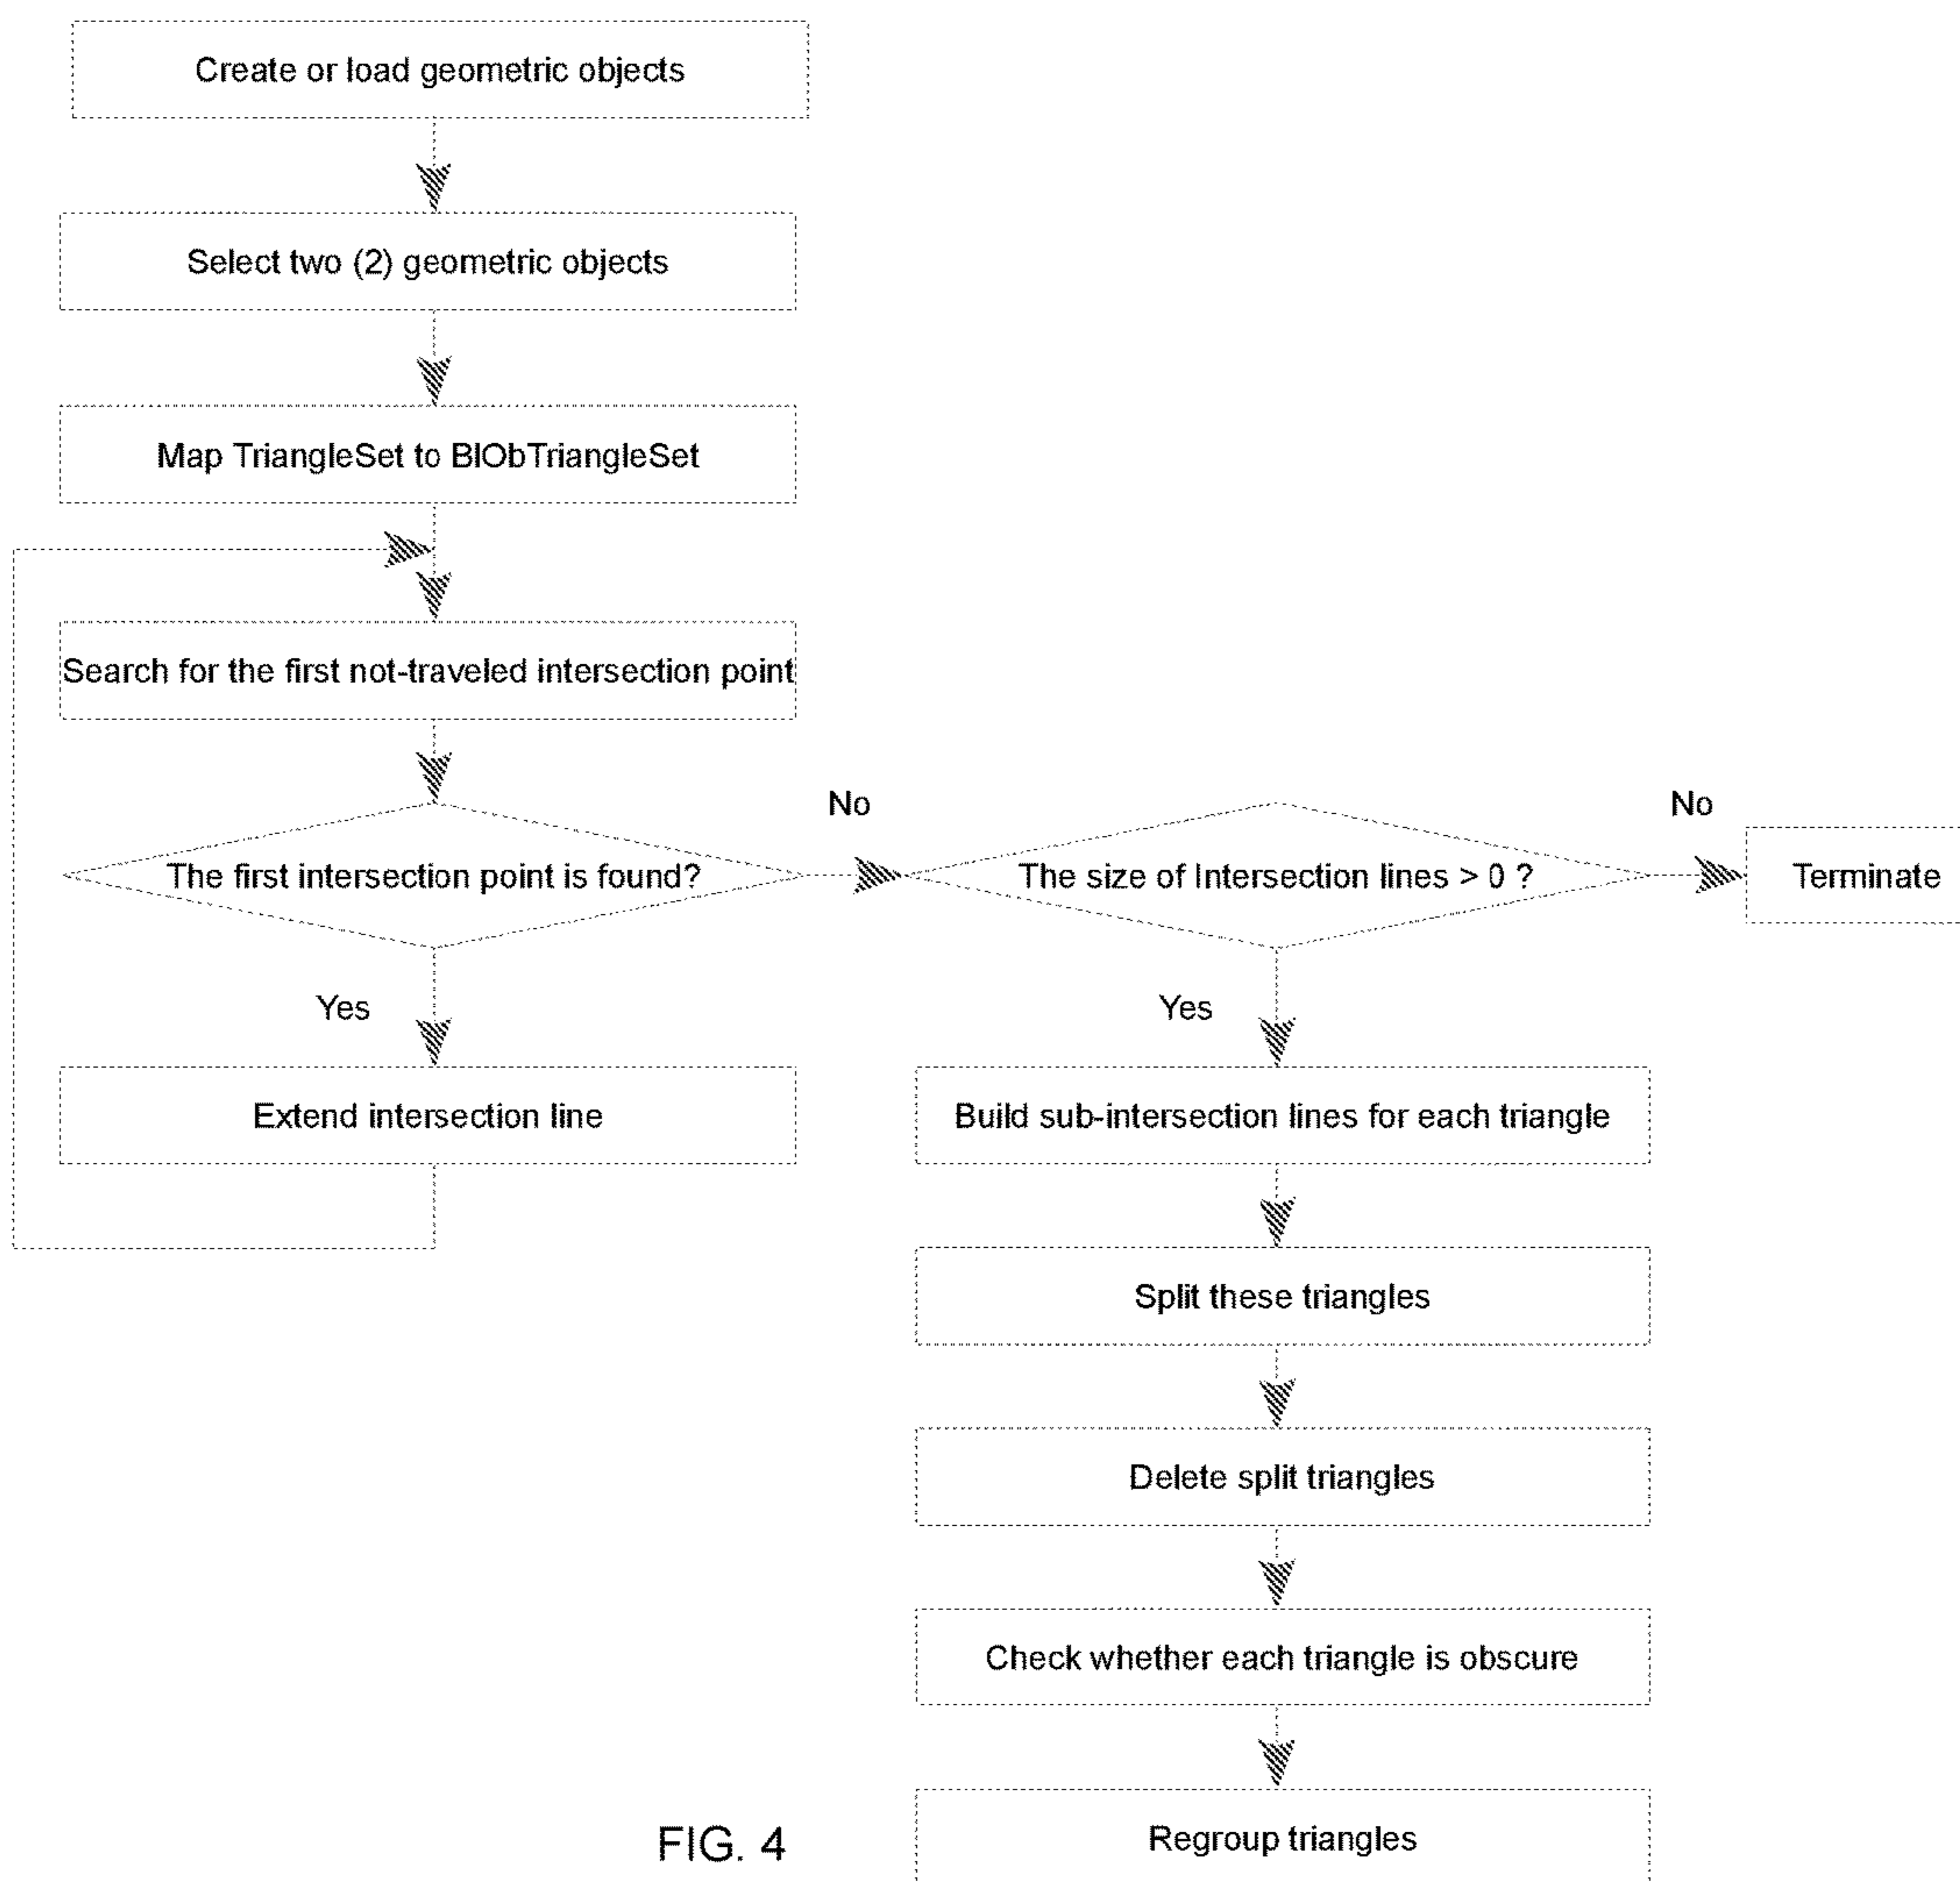 Create or load geometric objects
Select two (2) geometric objects
Map TriangleSet to BlObTriangleSet
Search for the first not-traveled intersection point
The first intersection point is found?
No
The size of Intersection lines > 0 ?
No
Terminate
Yes
Extend intersection line
Yes
Build sub-intersection lines for each triangle
Split these triangles
Delete split triangles
Check whether each triangle is obscure
Regroup triangles
FIG. 4